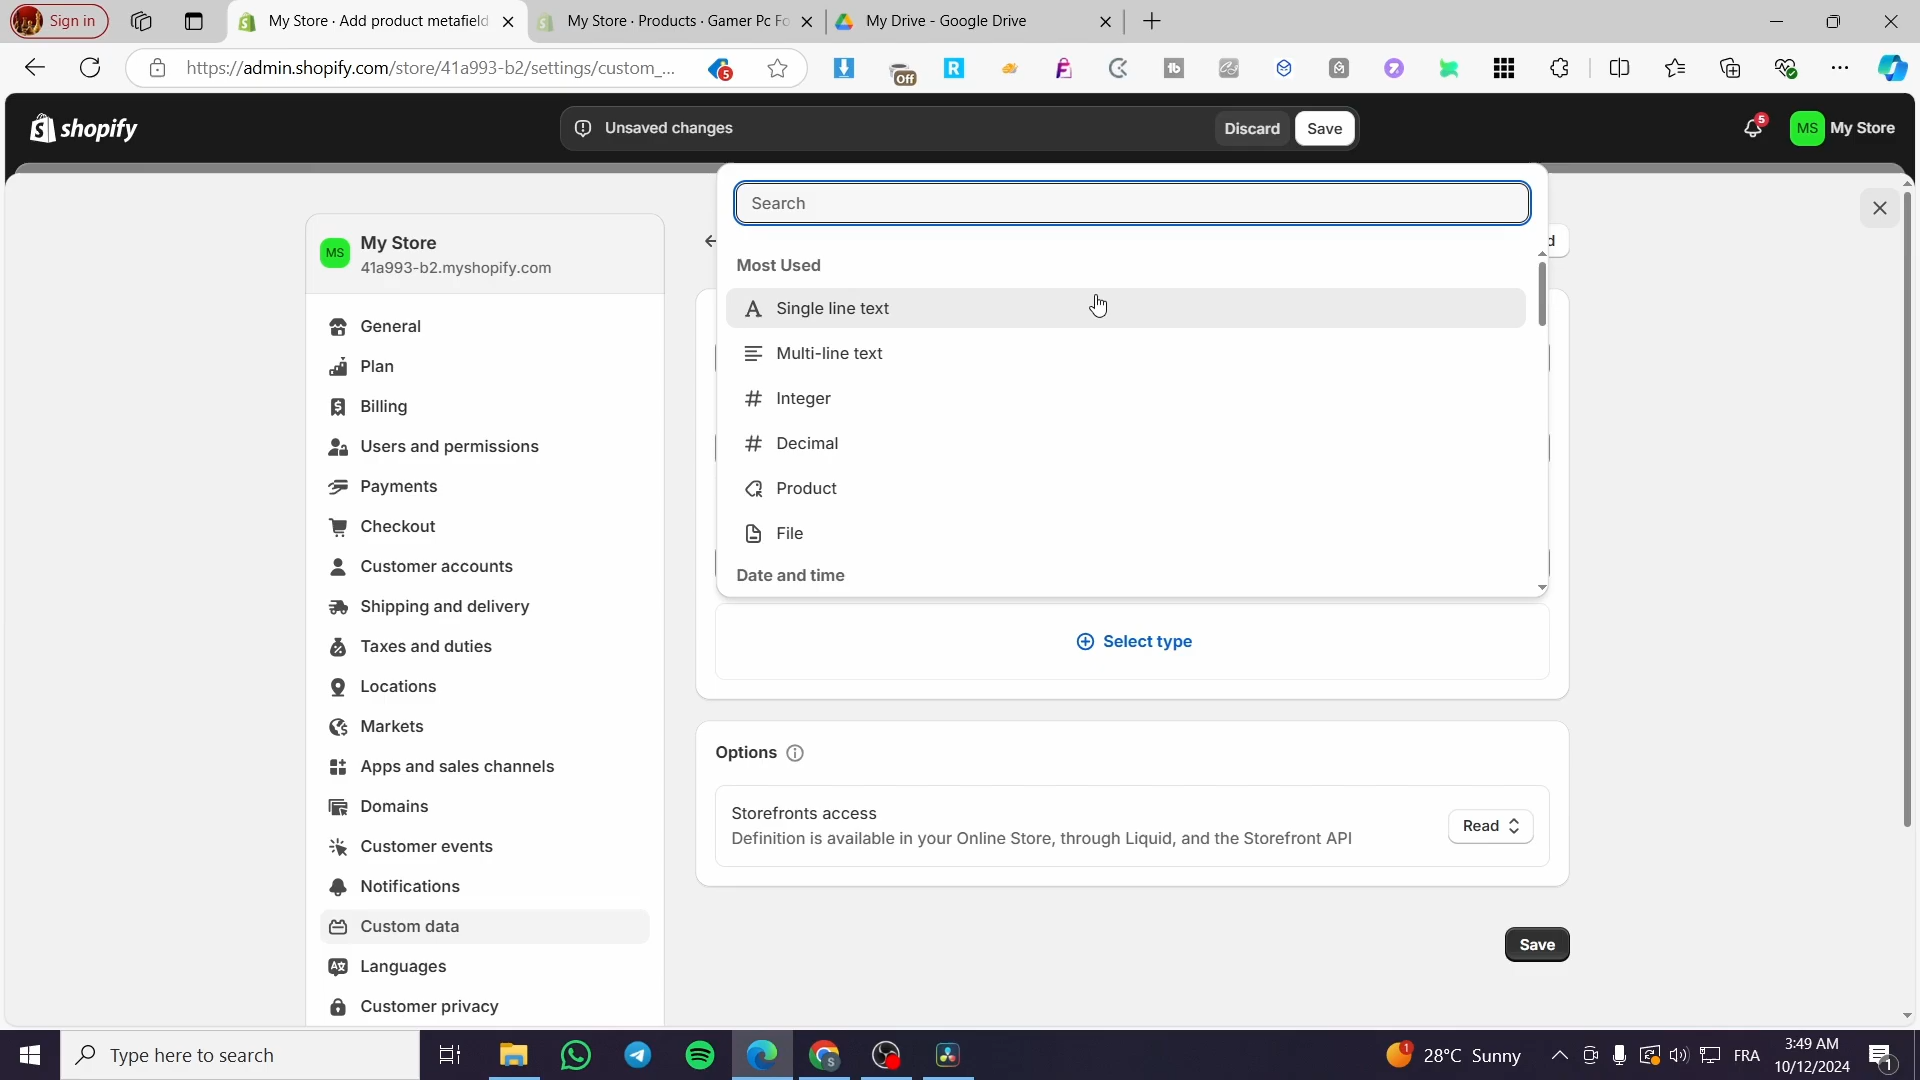 Sign in
My Store · Add product metafield
My Store · Products · Gamer Pc Fo
My Drive - Google Drive
https://admin.shopify.com/store/41a993-b2/settings/custom_...
5
Off
R
tb
shopify
Unsaved changes
Discard
Save
5
MS
My Store
Search
MS
My Store
41a993-b2.myshopify.com
d
Most Used
Single line text
Multi-line text
Integer
Decimal
Product
File
Date and time
General
Plan
Billing
Users and permissions
Payments
Checkout
Customer accounts
Shipping and delivery
Taxes and duties
Locations
Markets
Apps and sales channels
Domains
Customer events
Notifications
Custom data
Languages
Customer privacy
Select type
Options
Storefronts access
Definition is available in your Online Store, through Liquid, and the Storefront API
Read
Save
Type here to search
1
28°C Sunny
FRA
3:49 AM
10/12/2024
1